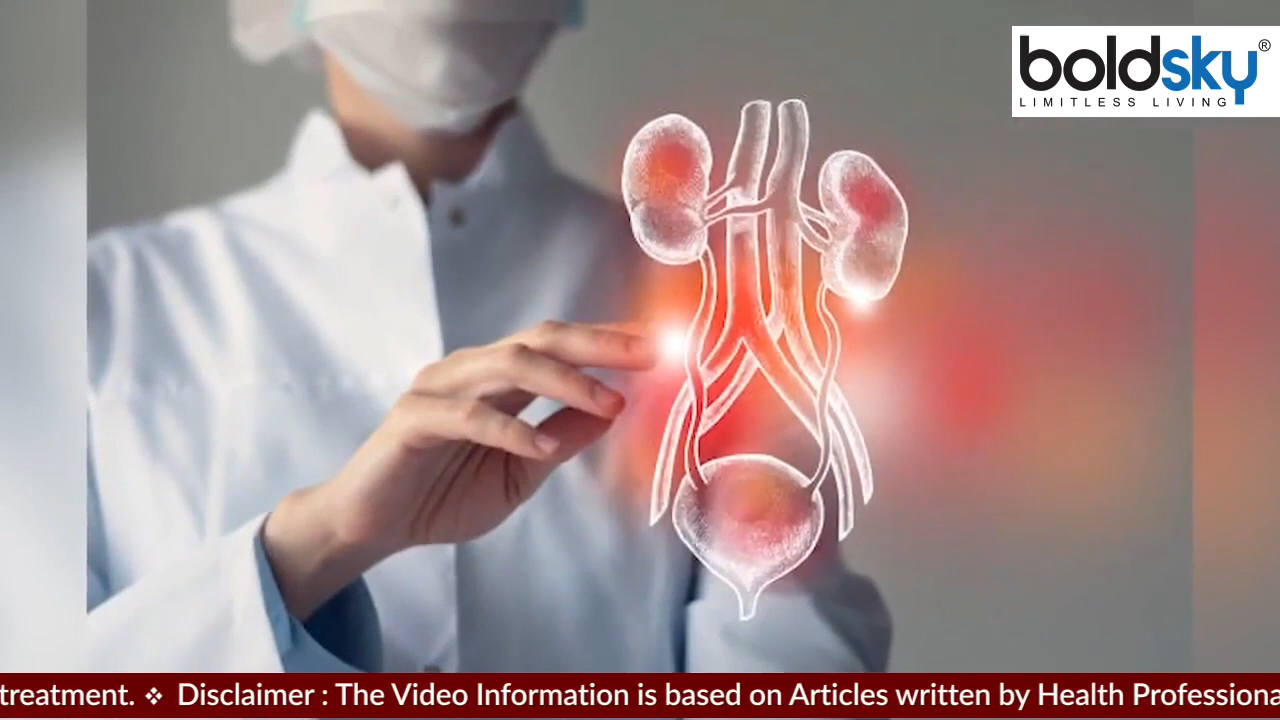 boldsky®
LIMITLESS LIVING
treatment. ❖ Disclaimer : The Video Information is based on Articles written by Health Professiona